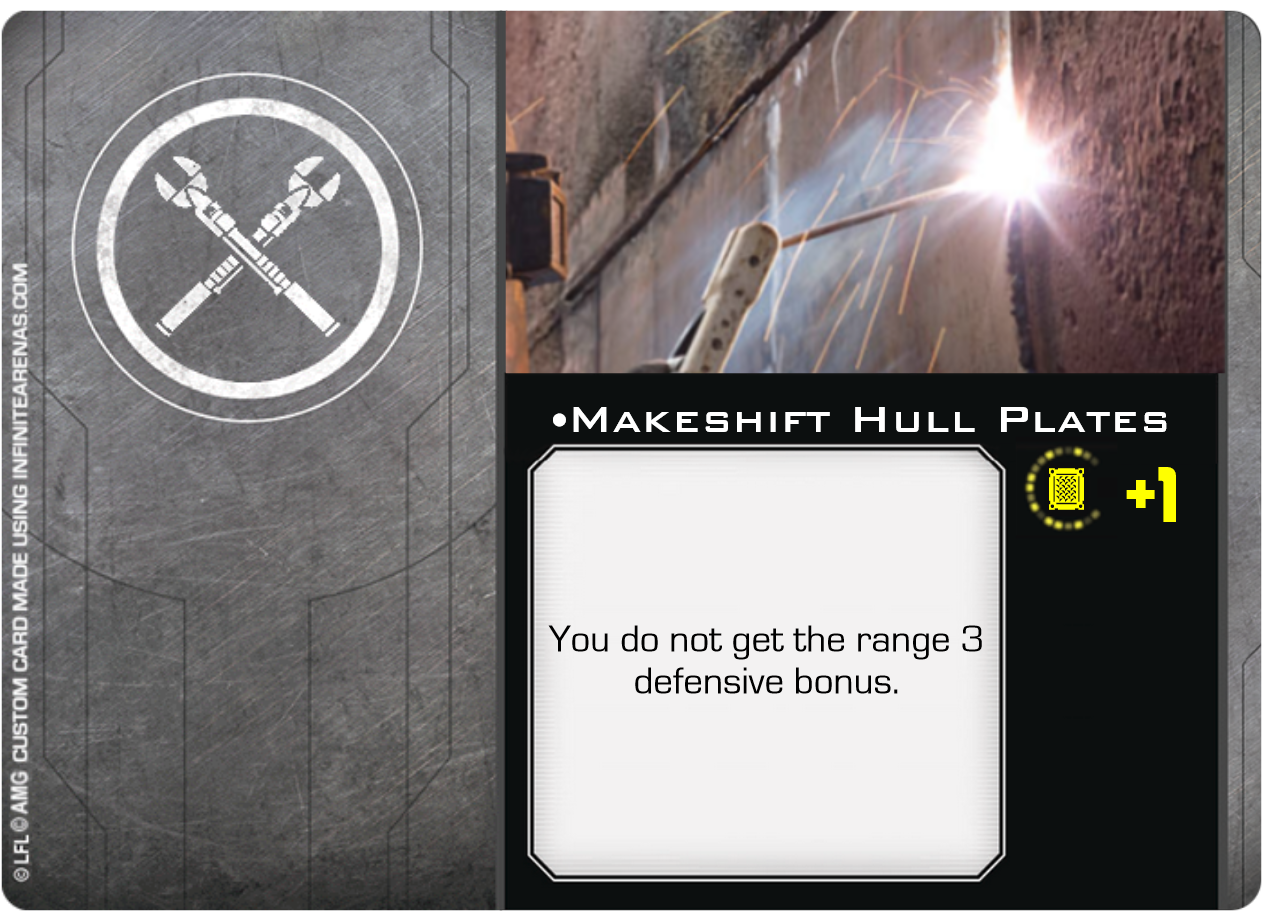 •Makeshift Hull Plates
+1
You do not get the range 3
defensive bonus.
© LFL © AMG CUSTOM CARD MADE USING INFINITEARENAS.COM